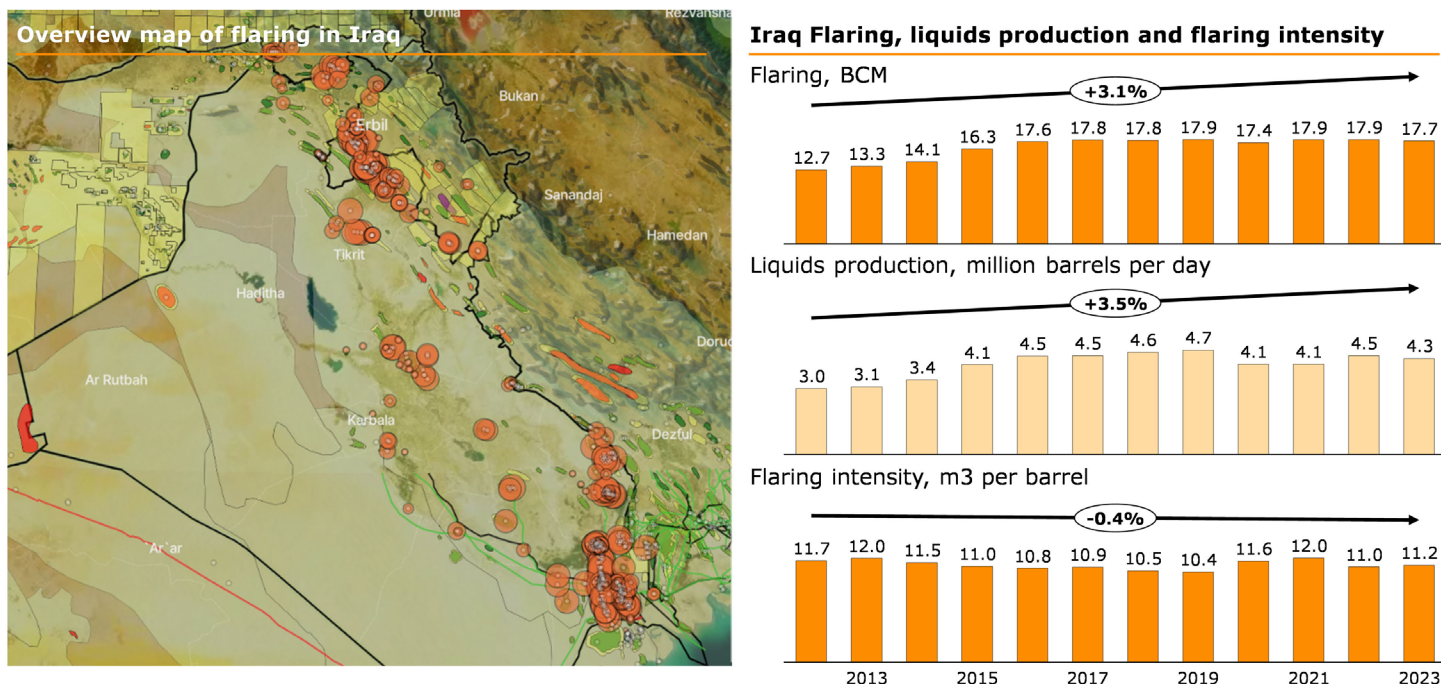 Overview map of flaring in Iraq
Urmia
Rezvansha
Bukan
Erbil
Sanandaj
Hamedan
Tikrit
Haditha
Doruc
Ar Rutbah
Karbala
Dezful
Ar`ar
Iraq Flaring, liquids production and flaring intensity
Flaring, BCM
+3.1%
12.7 13.3 14.1 16.3 17.6 17.8 17.8 17.9 17.4 17.9 17.9 17.7
Liquids production, million barrels per day
+3.5%
3.0 3.1 3.4 4.1 4.5 4.5 4.6 4.7 4.1 4.1 4.5 4.3
Flaring intensity, m3 per barrel
-0.4%
11.7 12.0 11.5 11.0 10.8 10.9 10.5 10.4 11.6 12.0 11.0 11.2
2013 2015 2017 2019 2021 2023